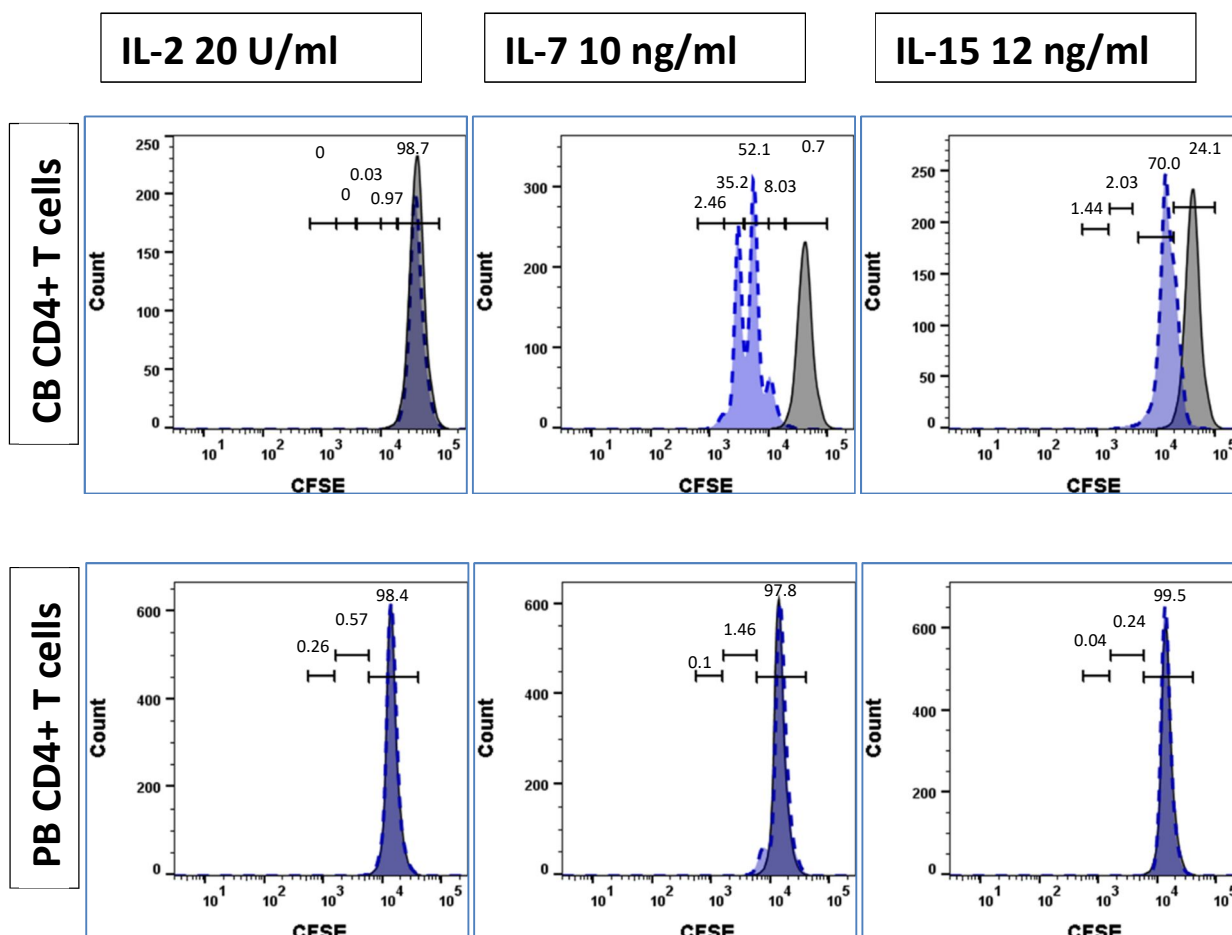 IL-2 20 U/ml
IL-7 10 ng/ml
IL-15 12 ng/ml
CB CD4+ T cells
250
200
150
100
50
0
Count
0
0
0.03
0.97
98.7
10^1 10^2 10^3 10^4 10^5
CFSE
300
200
100
0
Count
2.46
35.2
52.1
8.03
0.7
10^1 10^2 10^3 10^4 10^5
CFSE
250
200
150
100
50
0
Count
1.44
2.03
70.0
24.1
10^1 10^2 10^3 10^4 10^5
CFSE
PB CD4+ T cells
600
400
200
0
Count
0.26
0.57
98.4
10^1 10^2 10^3 10^4 10^5
CFSE
600
400
200
0
Count
0.1
1.46
97.8
10^1 10^2 10^3 10^4 10^5
CFSE
600
400
200
0
Count
0.04
0.24
99.5
10^1 10^2 10^3 10^4 10^5
CFSE